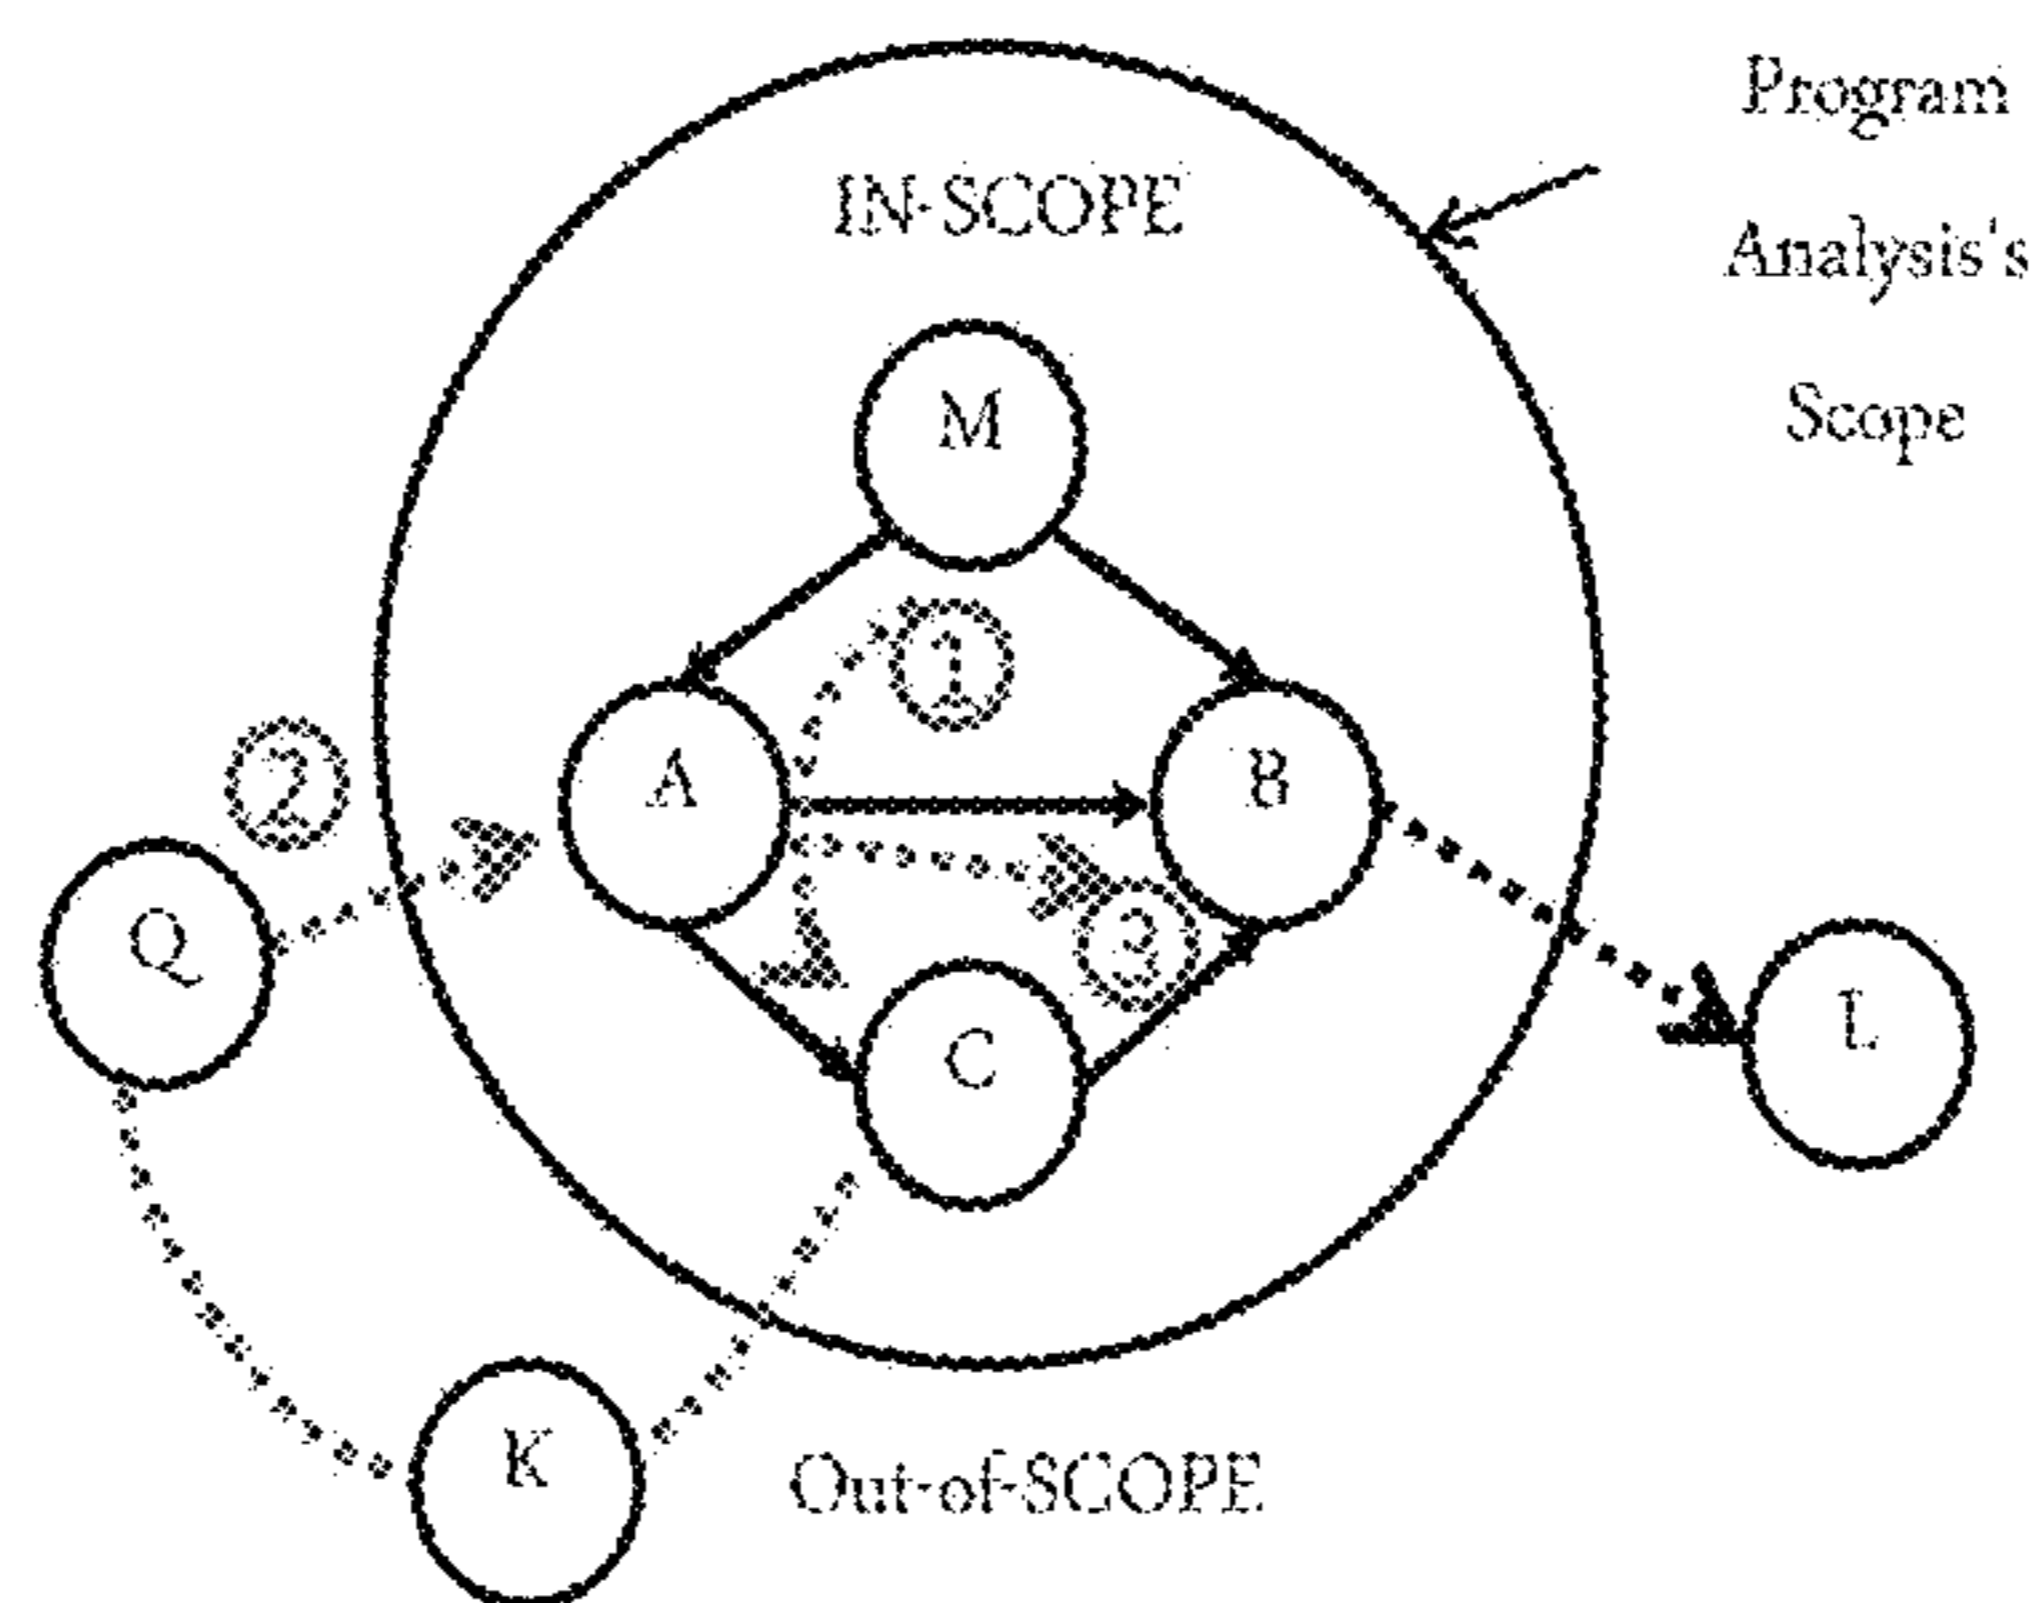 Program
Analysis's
Scope
IN-SCOPE
M
1
A
B
2
Q
3
C
L
K
Out-of-SCOPE